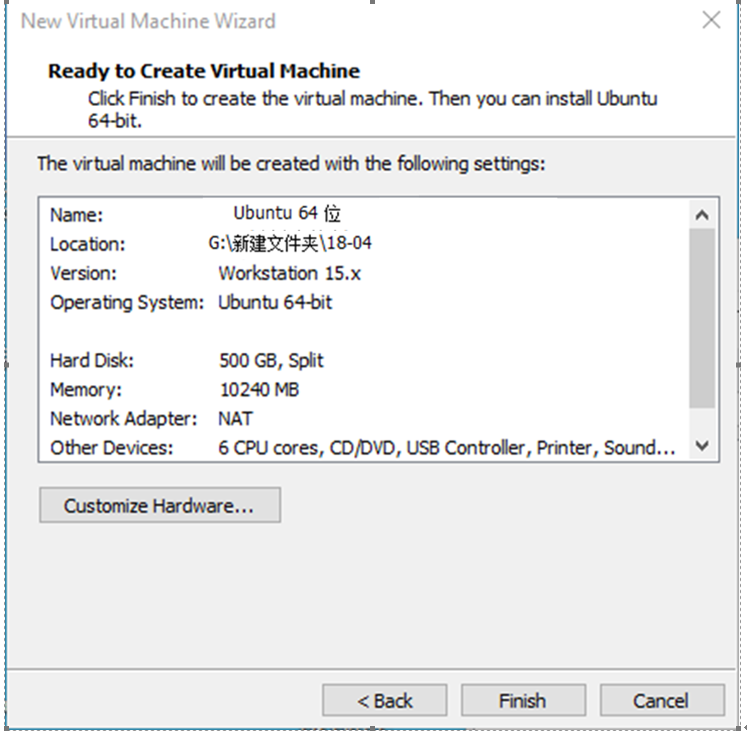 New Virtual Machine Wizard
Ready to Create Virtual Machine
Click Finish to create the virtual machine. Then you can install Ubuntu
64-bit.
The virtual machine will be created with the following settings:
Name: Ubuntu 64 位
Location: G:\新建文件夹\18-04
Version: Workstation 15.x
Operating System: Ubuntu 64-bit
Hard Disk: 500 GB, Split
Memory: 10240 MB
Network Adapter: NAT
Other Devices: 6 CPU cores, CD/DVD, USB Controller, Printer, Sound...
Customize Hardware...
< Back Finish Cancel